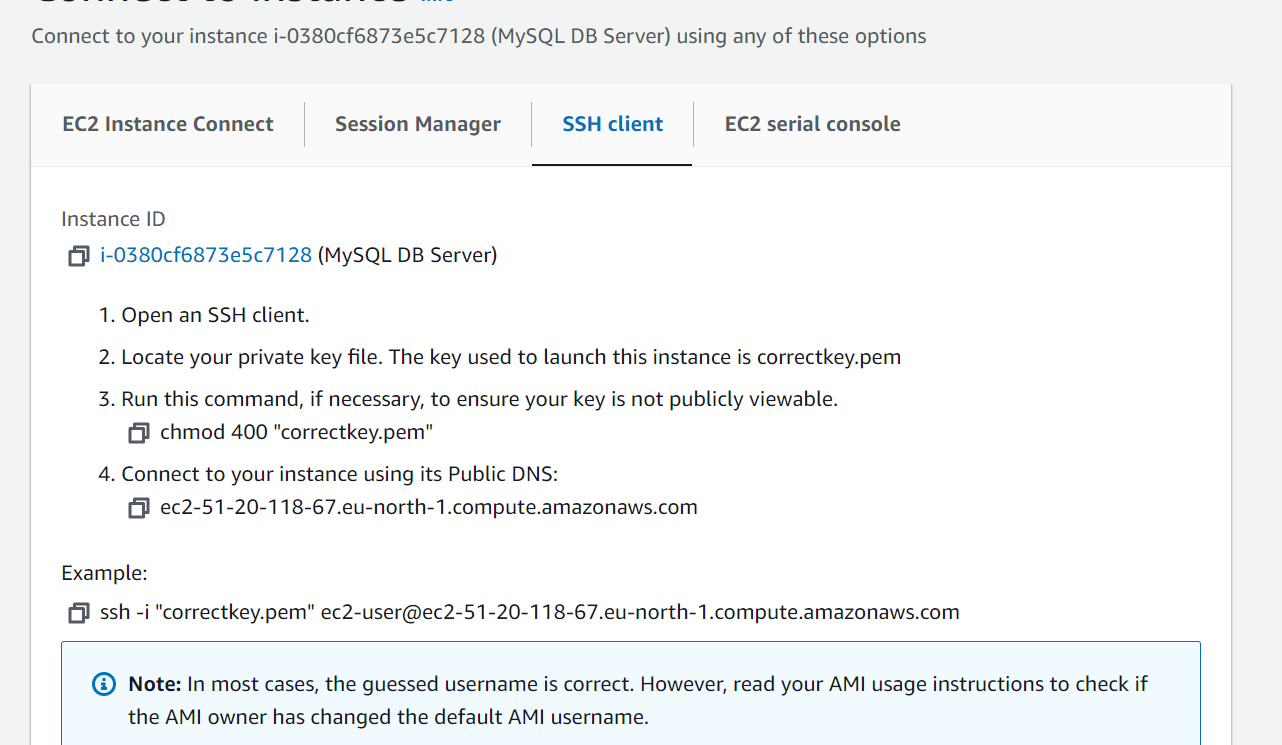 Connect to your instance i-0380cf6873e5c7128 (MySQL DB Server) using any of these options
EC2 Instance Connect
Session Manager
SSH client
EC2 serial console
Instance ID
i-0380cf6873e5c7128 (MySQL DB Server)
1. Open an SSH client.
2. Locate your private key file. The key used to launch this instance is correctkey.pem
3. Run this command, if necessary, to ensure your key is not publicly viewable.
chmod 400 "correctkey.pem"
4. Connect to your instance using its Public DNS:
ec2-51-20-118-67.eu-north-1.compute.amazonaws.com
Example:
ssh -i "correctkey.pem" ec2-user@ec2-51-20-118-67.eu-north-1.compute.amazonaws.com
Note: In most cases, the guessed username is correct. However, read your AMI usage instructions to check if
the AMI owner has changed the default AMI username.